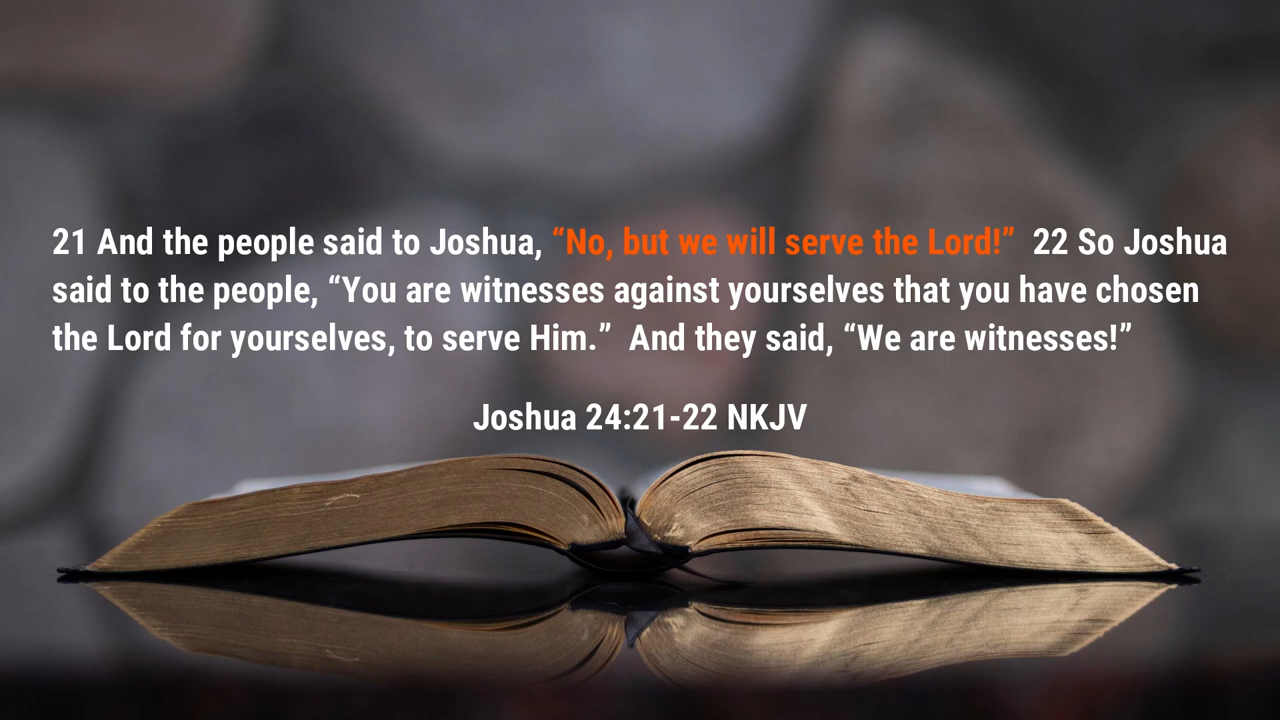 21 And the people said to Joshua, “No, but we will serve the Lord!”  22 So Joshua
said to the people, “You are witnesses against yourselves that you have chosen
the Lord for yourselves, to serve Him.”  And they said, “We are witnesses!”
Joshua 24:21-22 NKJV